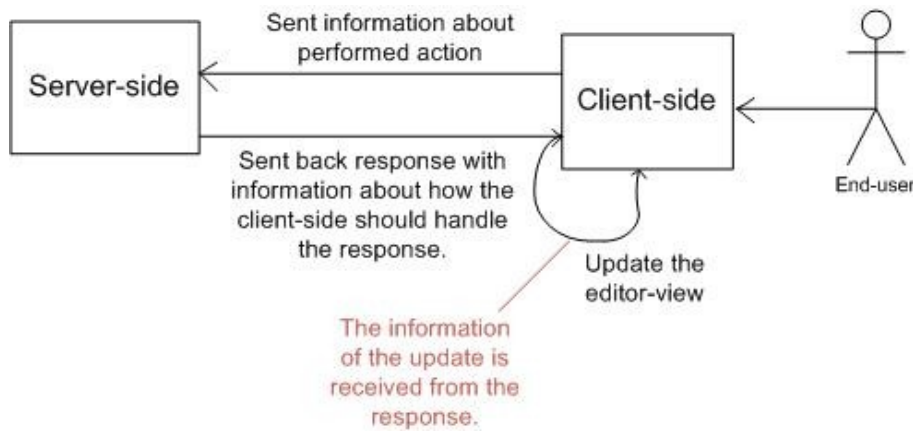 Sent information about
performed action
Server-side
Client-side
Sent back response with
information about how the
client-side should handle
the response.
End-user
Update the
editor-view
The information
of the update is
received from the
response.